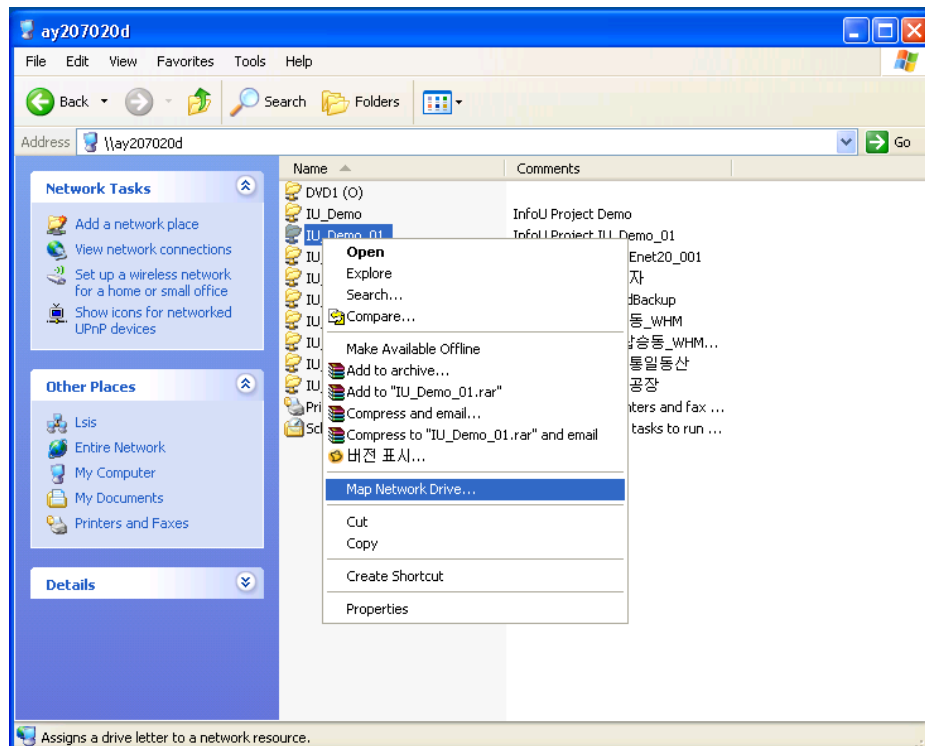 ay207020d
File Edit View Favorites Tools Help
Back Search Folders
Address \\ay207020d Go
Name Comments
Network Tasks
Add a network place
View network connections
Set up a wireless network
for a home or small office
Show icons for networked
UPnP devices
Other Places
Lsis
Entire Network
My Computer
My Documents
Printers and Faxes
Details
DVD1 (O)
IU_Demo InfoU Project Demo
IU_Demo_01 InfoU Project IU_Demo_01
Enet20_001
자
dBackup
동_WHM
갑승동_WHM...
통일동산
공장
Pri ters and fax ...
Scl tasks to run ...
Open
Explore
Search...
Compare...
Make Available Offline
Add to archive...
Add to "IU_Demo_01.rar"
Compress and email...
Compress to "IU_Demo_01.rar" and email
버전 표시...
Map Network Drive...
Cut
Copy
Create Shortcut
Properties
Assigns a drive letter to a network resource.